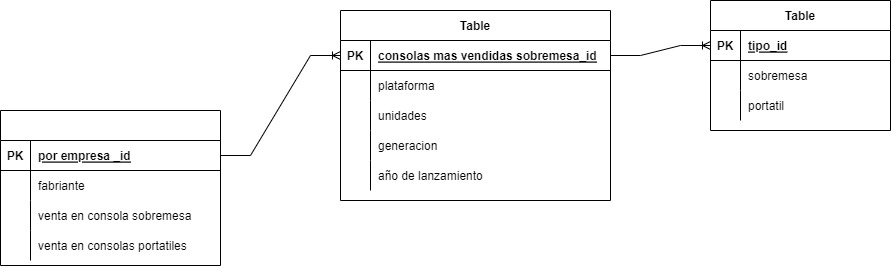 Table
PK consolas mas vendidas sobremesa_id
plataforma
unidades
generacion
año de lanzamiento
Table
PK tipo_id
sobremesa
portatil
PK por empresa _id
fabriante
venta en consola sobremesa
venta en consolas portatiles